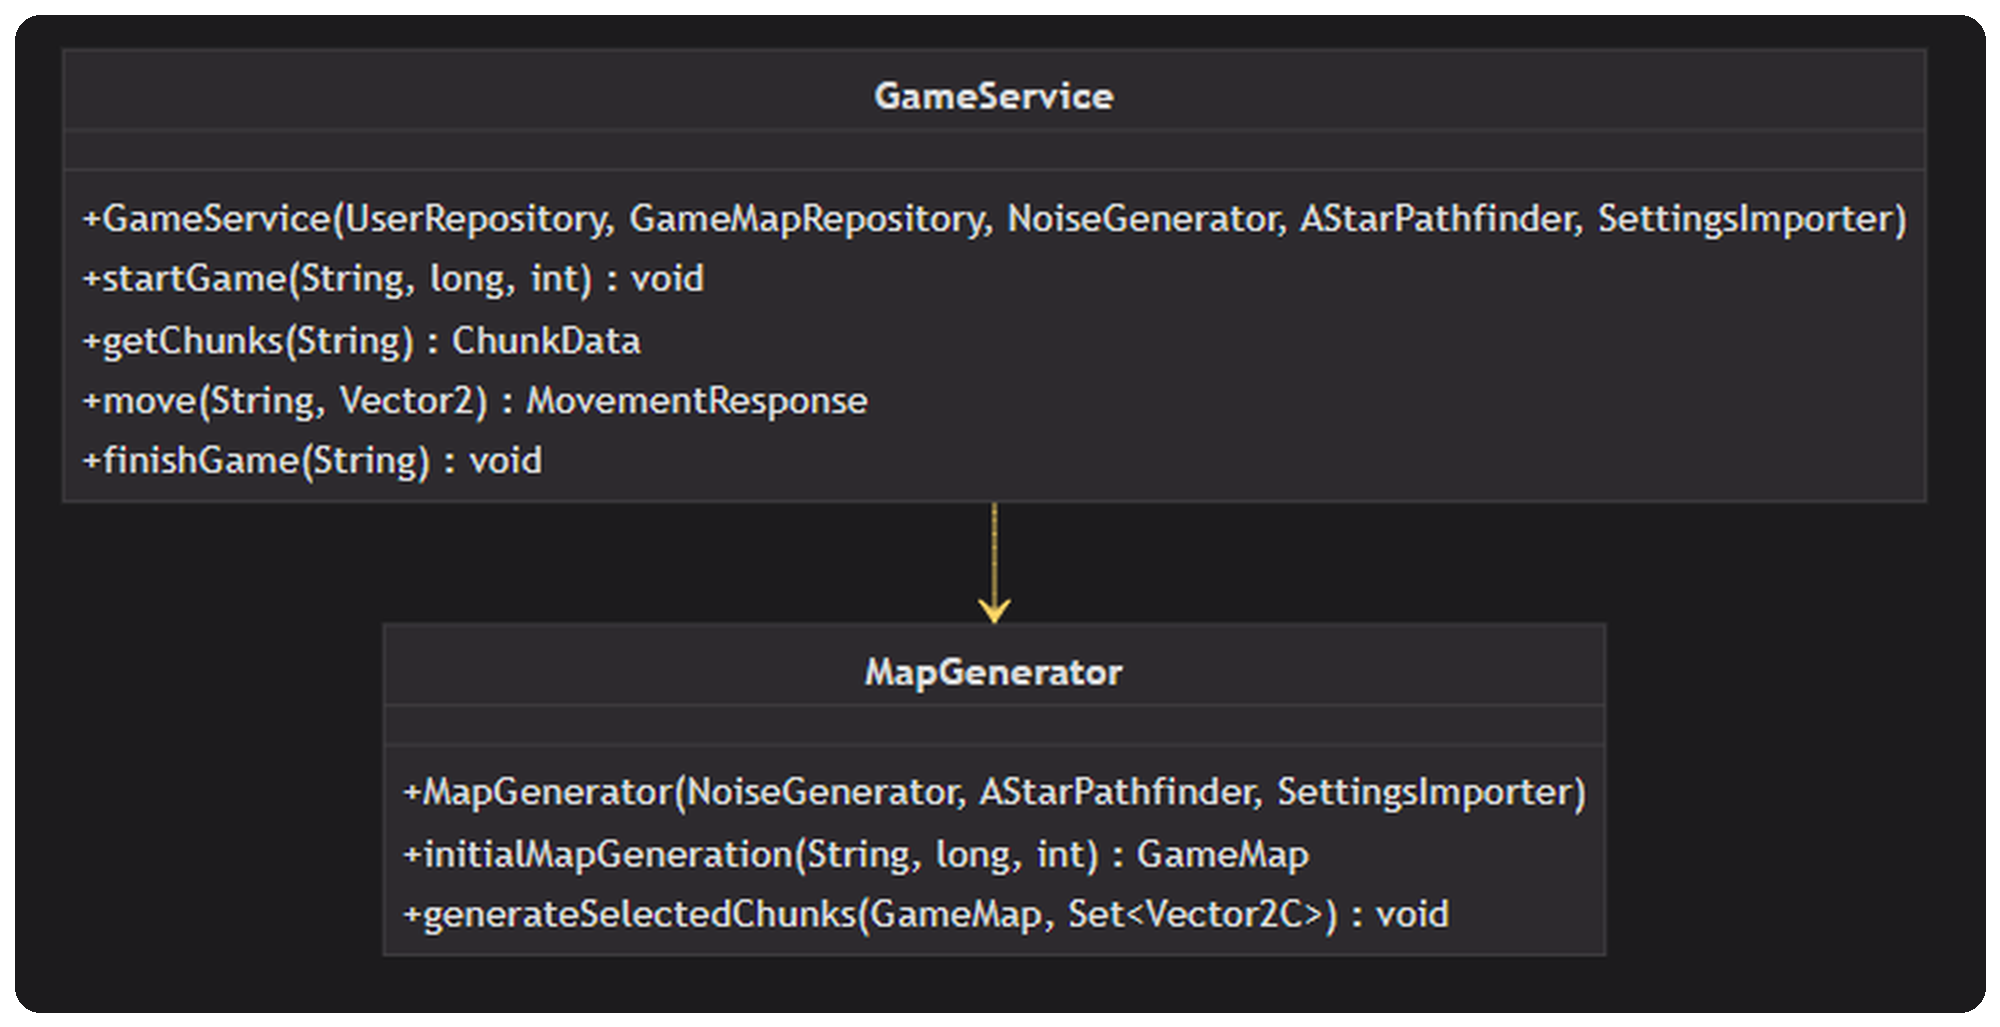 GameService
+GameService(UserRepository, GameMapRepository, NoiseGenerator, AStarPathfinder, SettingsImporter)
+startGame(String, long, int) : void
+getChunks(String) : ChunkData
+move(String, Vector2) : MovementResponse
+finishGame(String) : void
MapGenerator
+MapGenerator(NoiseGenerator, AStarPathfinder, SettingsImporter)
+initialMapGeneration(String, long, int) : GameMap
+generateSelectedChunks(GameMap, Set<Vector2C>) : void